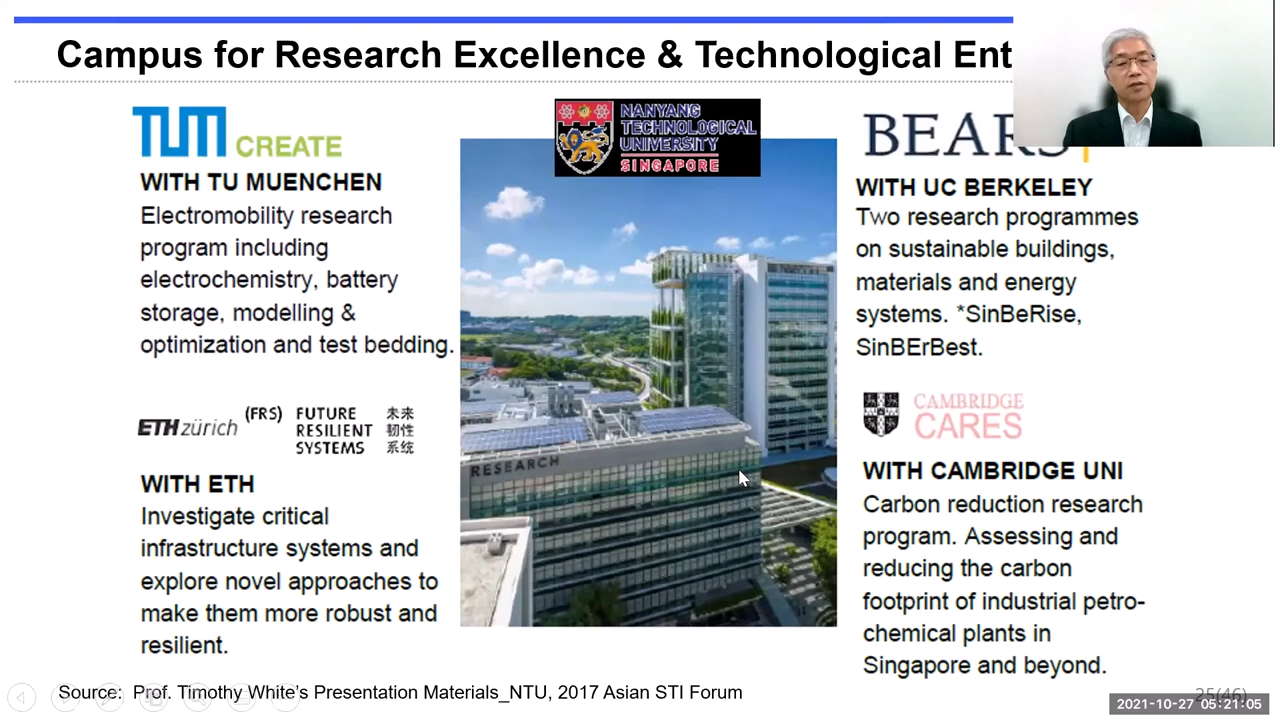 Campus for Research Excellence & Technological Ent
TUM CREATE
WITH TU MUENCHEN
Electromobility research
program including
electrochemistry, battery
storage, modelling &
optimization and test bedding.
ETH zürich
(FRS)
FUTURE
RESILIENT
SYSTEMS
未来
韧性
系统
WITH ETH
Investigate critical
infrastructure systems and
explore novel approaches to
make them more robust and
resilient.
NANYANG
TECHNOLOGICAL
UNIVERSITY
SINGAPORE
RESEARCH
BEARS
WITH UC BERKELEY
Two research programmes
on sustainable buildings,
materials and energy
systems. *SinBeRise,
SinBErBest.
CAMBRIDGE
CARES
WITH CAMBRIDGE UNI
Carbon reduction research
program. Assessing and
reducing the carbon
footprint of industrial petro-
chemical plants in
Singapore and beyond.
Source: Prof. Timothy White's Presentation Materials_NTU, 2017 Asian STI Forum
25(46)
2021-10-27 05:21:05